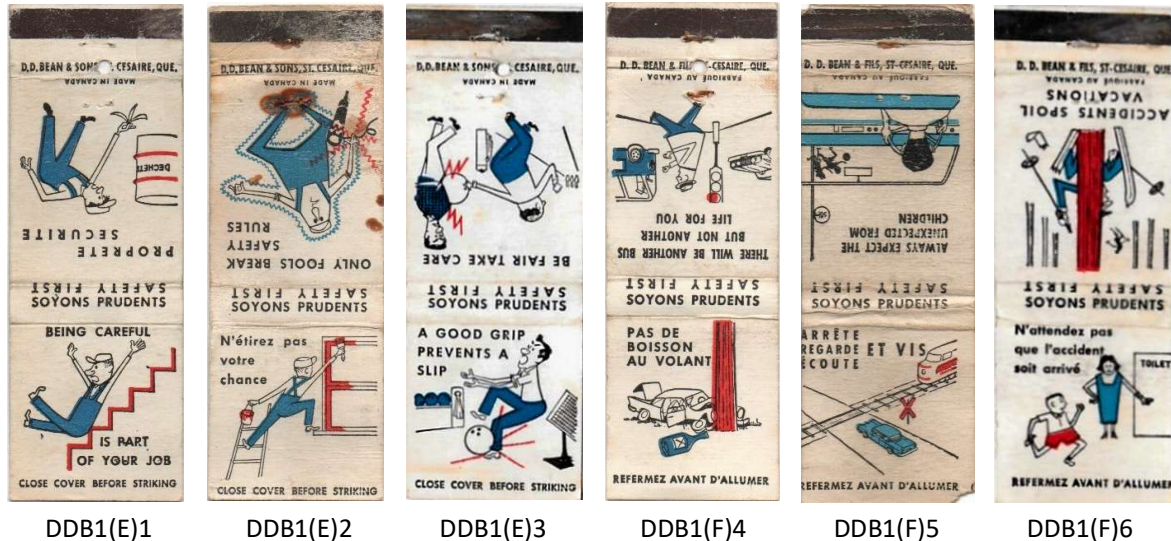 D.D. BEAN & SONS CESAIRE, QUE.
MADE IN CANADA
DECHETS
PROPRETE
SECURITE
SAFETY FIRST
SOYONS PRUDENTS
BEING CAREFUL
IS PART
OF YOUR JOB
CLOSE COVER BEFORE STRIKING
DDB1(E)1
D.D. BEAN & SONS, ST. CESAIRE, QUE.
MADE IN CANADA
ONLY FOOLS BREAK
SAFETY
RULES
SAFETY FIRST
SOYONS PRUDENTS
N'étirez pas
votre
chance
CLOSE COVER BEFORE STRIKING
DDB1(E)2
D.D. BEAN & SONS CESAIRE, QUE.
MADE IN CANADA
BE FAIR TAKE CARE
SAFETY FIRST
SOYONS PRUDENTS
A GOOD GRIP
PREVENTS A
SLIP
CLOSE COVER BEFORE STRIKING
DDB1(E)3
D. D. BEAN & FILS ST-CESAIRE, QUE.
FABRIQUÉ AU CANADA
THERE WILL BE ANOTHER BUS
BUT NOT ANOTHER
LIFE FOR YOU
SAFETY FIRST
SOYONS PRUDENTS
PAS DE
BOISSON
AU VOLANT
REFERMEZ AVANT D'ALLUMER
DDB1(F)4
D. D. BEAN & FILS, ST-CESAIRE, QUE.
FABRIQUÉ AU CANADA
ALWAYS EXPECT THE
UNEXPECTED FROM
CHILDREN
SAFETY FIRST
SOYONS PRUDENTS
ARRÊTE
REGARDE ET VIS
ÉCOUTE
REFERMEZ AVANT D'ALLUMER
DDB1(F)5
D. D. BEAN & FILS, ST-CESAIRE, QUE.
FABRIQUÉ AU CANADA
ACCIDENTS SPOIL
VACATIONS
SAFETY FIRST
SOYONS PRUDENTS
N'attendez pas
que l'accident
soit arrivé
TOILET
REFERMEZ AVANT D'ALLUMER
DDB1(F)6